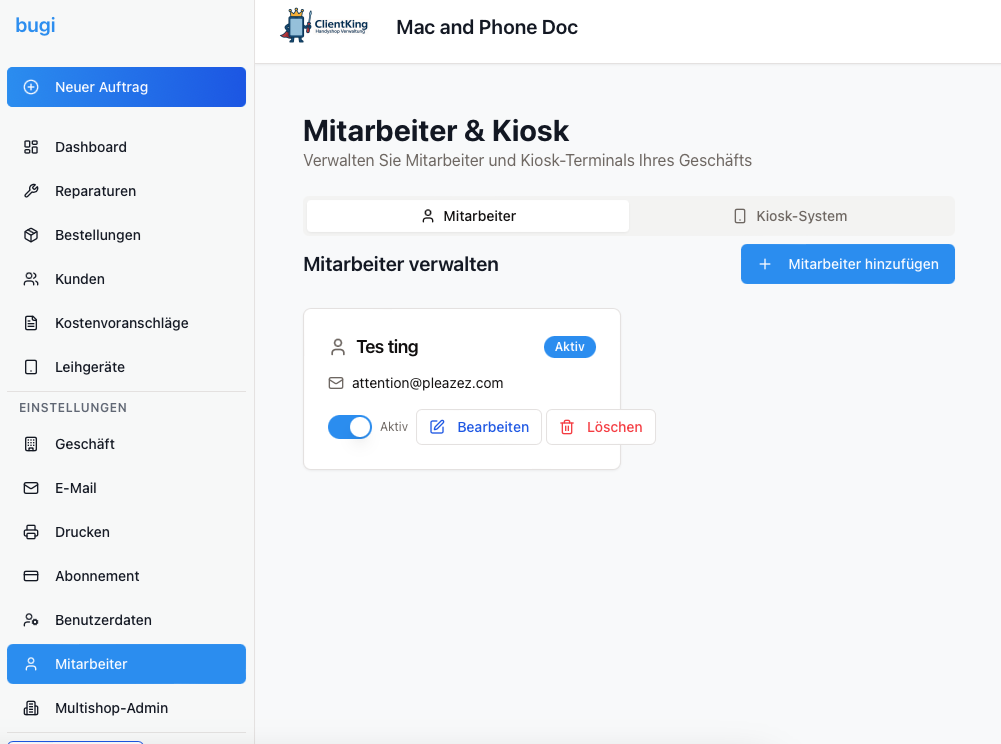 bugi
ClientKing
Handyshop Verwaltung
Mac and Phone Doc
Neuer Auftrag
Dashboard
Reparaturen
Bestellungen
Kunden
Kostenvoranschläge
Leihgeräte
EINSTELLUNGEN
Geschäft
E-Mail
Drucken
Abonnement
Benutzerdaten
Mitarbeiter
Multishop-Admin
Mitarbeiter & Kiosk
Verwalten Sie Mitarbeiter und Kiosk-Terminals Ihres Geschäfts
Mitarbeiter
Kiosk-System
Mitarbeiter verwalten
Mitarbeiter hinzufügen
Tes ting
Aktiv
attention@pleazez.com
Aktiv
Bearbeiten
Löschen